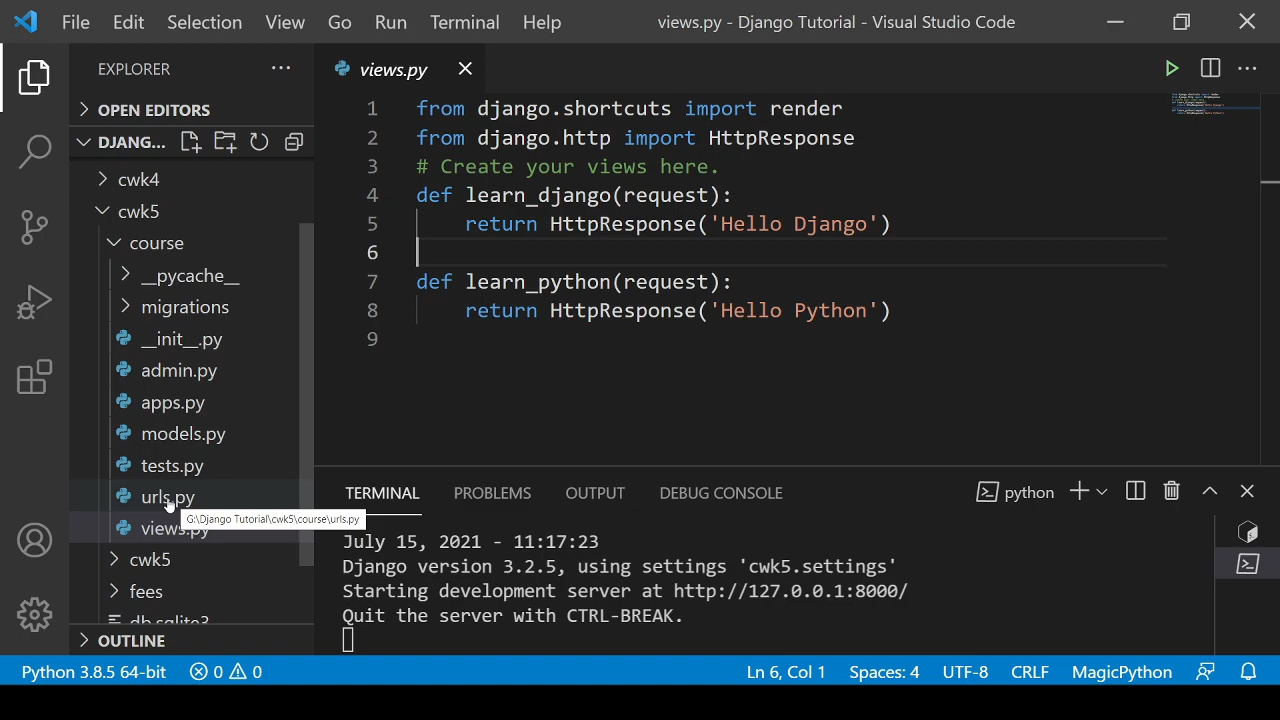 File Edit Selection View Go Run Terminal Help views.py - Django Tutorial - Visual Studio Code
EXPLORER
OPEN EDITORS
DJANG...
cwk4
cwk5
course
__pycache__
migrations
__init__.py
admin.py
apps.py
models.py
tests.py
urls.py
G:\Django Tutorial\cwk5\course\urls.py
views.py
cwk5
fees
db.sqlite3
OUTLINE
views.py
1 from django.shortcuts import render
2 from django.http import HttpResponse
3 # Create your views here.
4 def learn_django(request):
5 return HttpResponse('Hello Django')
6
7 def learn_python(request):
8 return HttpResponse('Hello Python')
9
TERMINAL PROBLEMS OUTPUT DEBUG CONSOLE python
July 15, 2021 - 11:17:23
Django version 3.2.5, using settings 'cwk5.settings'
Starting development server at http://127.0.0.1:8000/
Quit the server with CTRL-BREAK.
Python 3.8.5 64-bit 0 0 Ln 6, Col 1 Spaces: 4 UTF-8 CRLF MagicPython